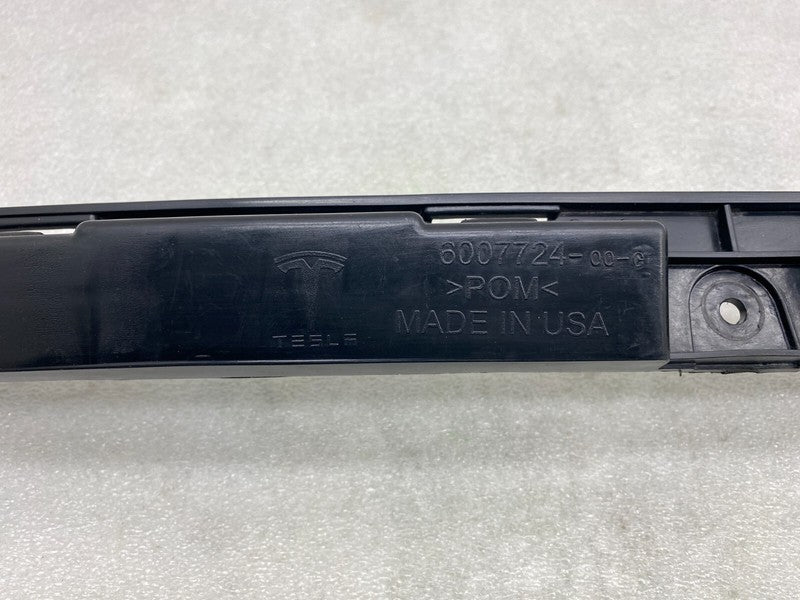 6007724-00-G
>POM<
MADE IN USA
TESLA